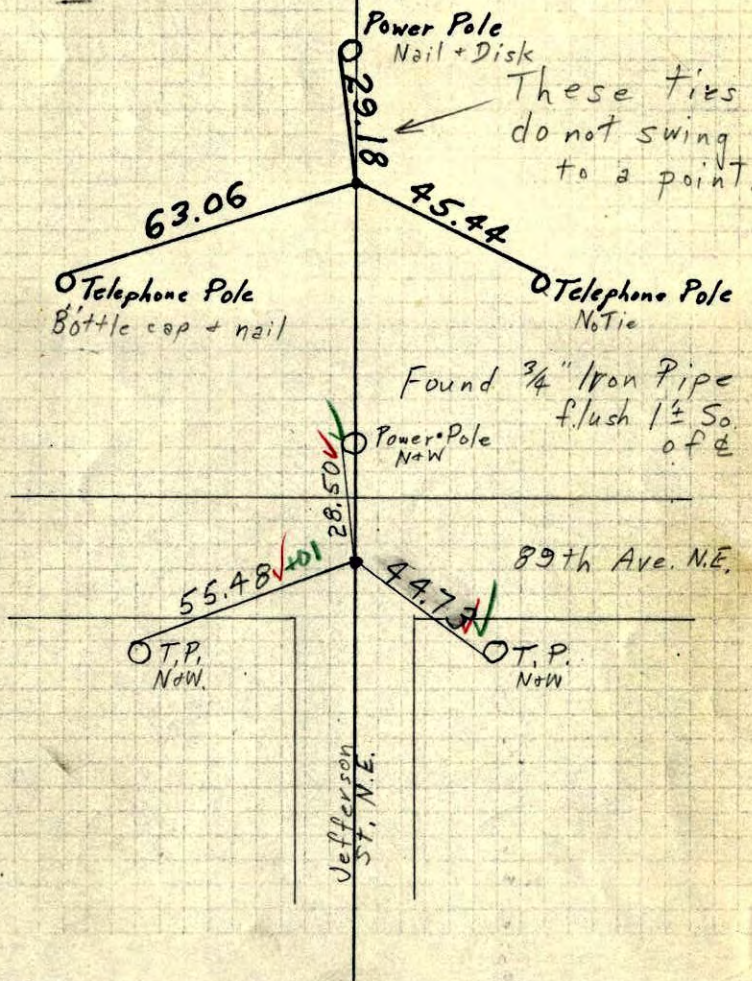 Power Pole
Nail + Disk
29.18
These ties
do not swing
to a point
63.06
45.44
Telephone Pole
Bottle cap + nail
Telephone Pole
No Tie
Found 3/4" Iron Pipe
flush 1'± So.
of ℄
Power Pole
N+W
28.50
89th Ave. N.E.
55.48 +01
44.7
T.P.
N+W.
T.P.
N+W
Jefferson
St. N.E.